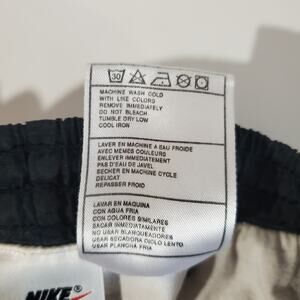 30
MACHINE WASH COLD
WITH LIKE COLORS
REMOVE IMMEDIATELY
DO NOT BLEACH
TUMBLE DRY LOW
COOL IRON
LAVER EN MACHINE A EAU FROIDE
AVEC MEMES COULEURS
ENLEVER IMMEDIATEMENT
PAS D'EAU DE JAVEL
SECHER EN MACHINE CYCLE
DELICAT
REPASSER FROID
LAVAR EN MAQUINA
CON AGUA FRIA
CON COLORES SIMILARES
SACAR INMEDIATAMENTE
NO USAR BLANQUEADOR
USAR SECADORA CICLO LENTO
USAR PLANCHA FRIA
NIKE®